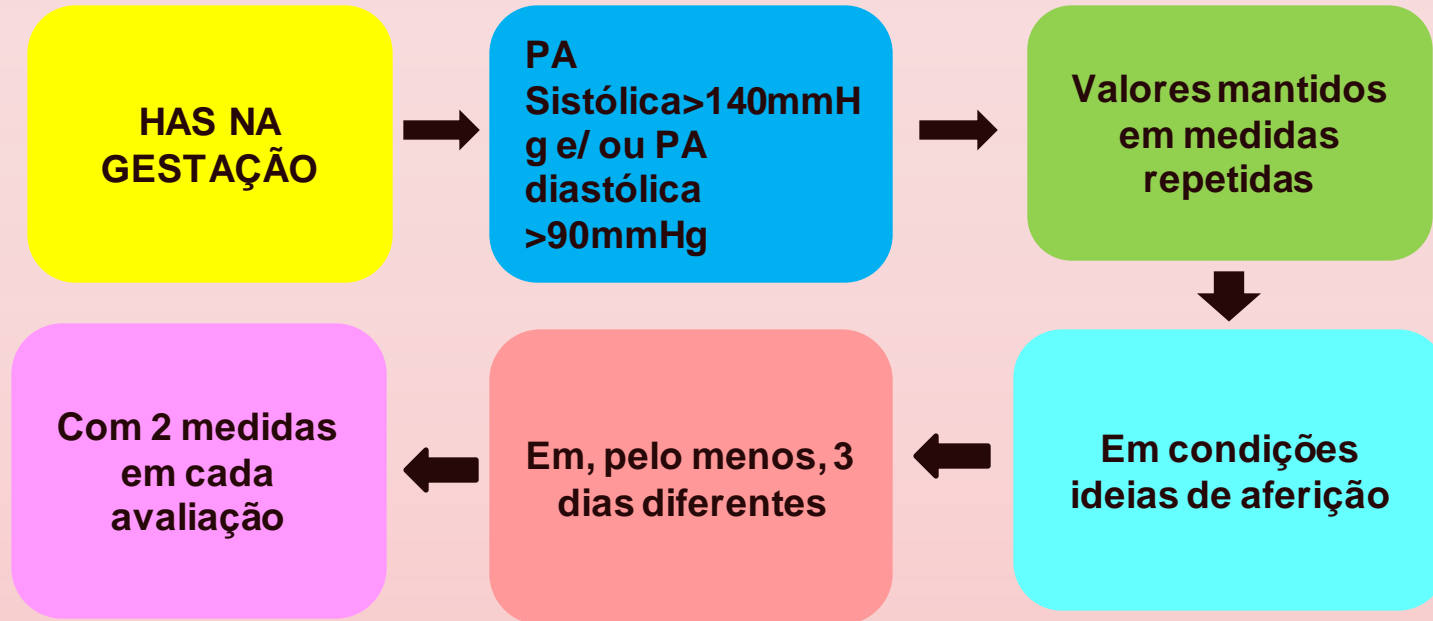 HAS NA
GESTAÇÃO
PA
Sistólica>140mmH
g e/ ou PA
diastólica
>90mmHg
Valores mantidos
em medidas
repetidas
Em condições
ideias de aferição
Em, pelo menos, 3
dias diferentes
Com 2 medidas
em cada
avaliação